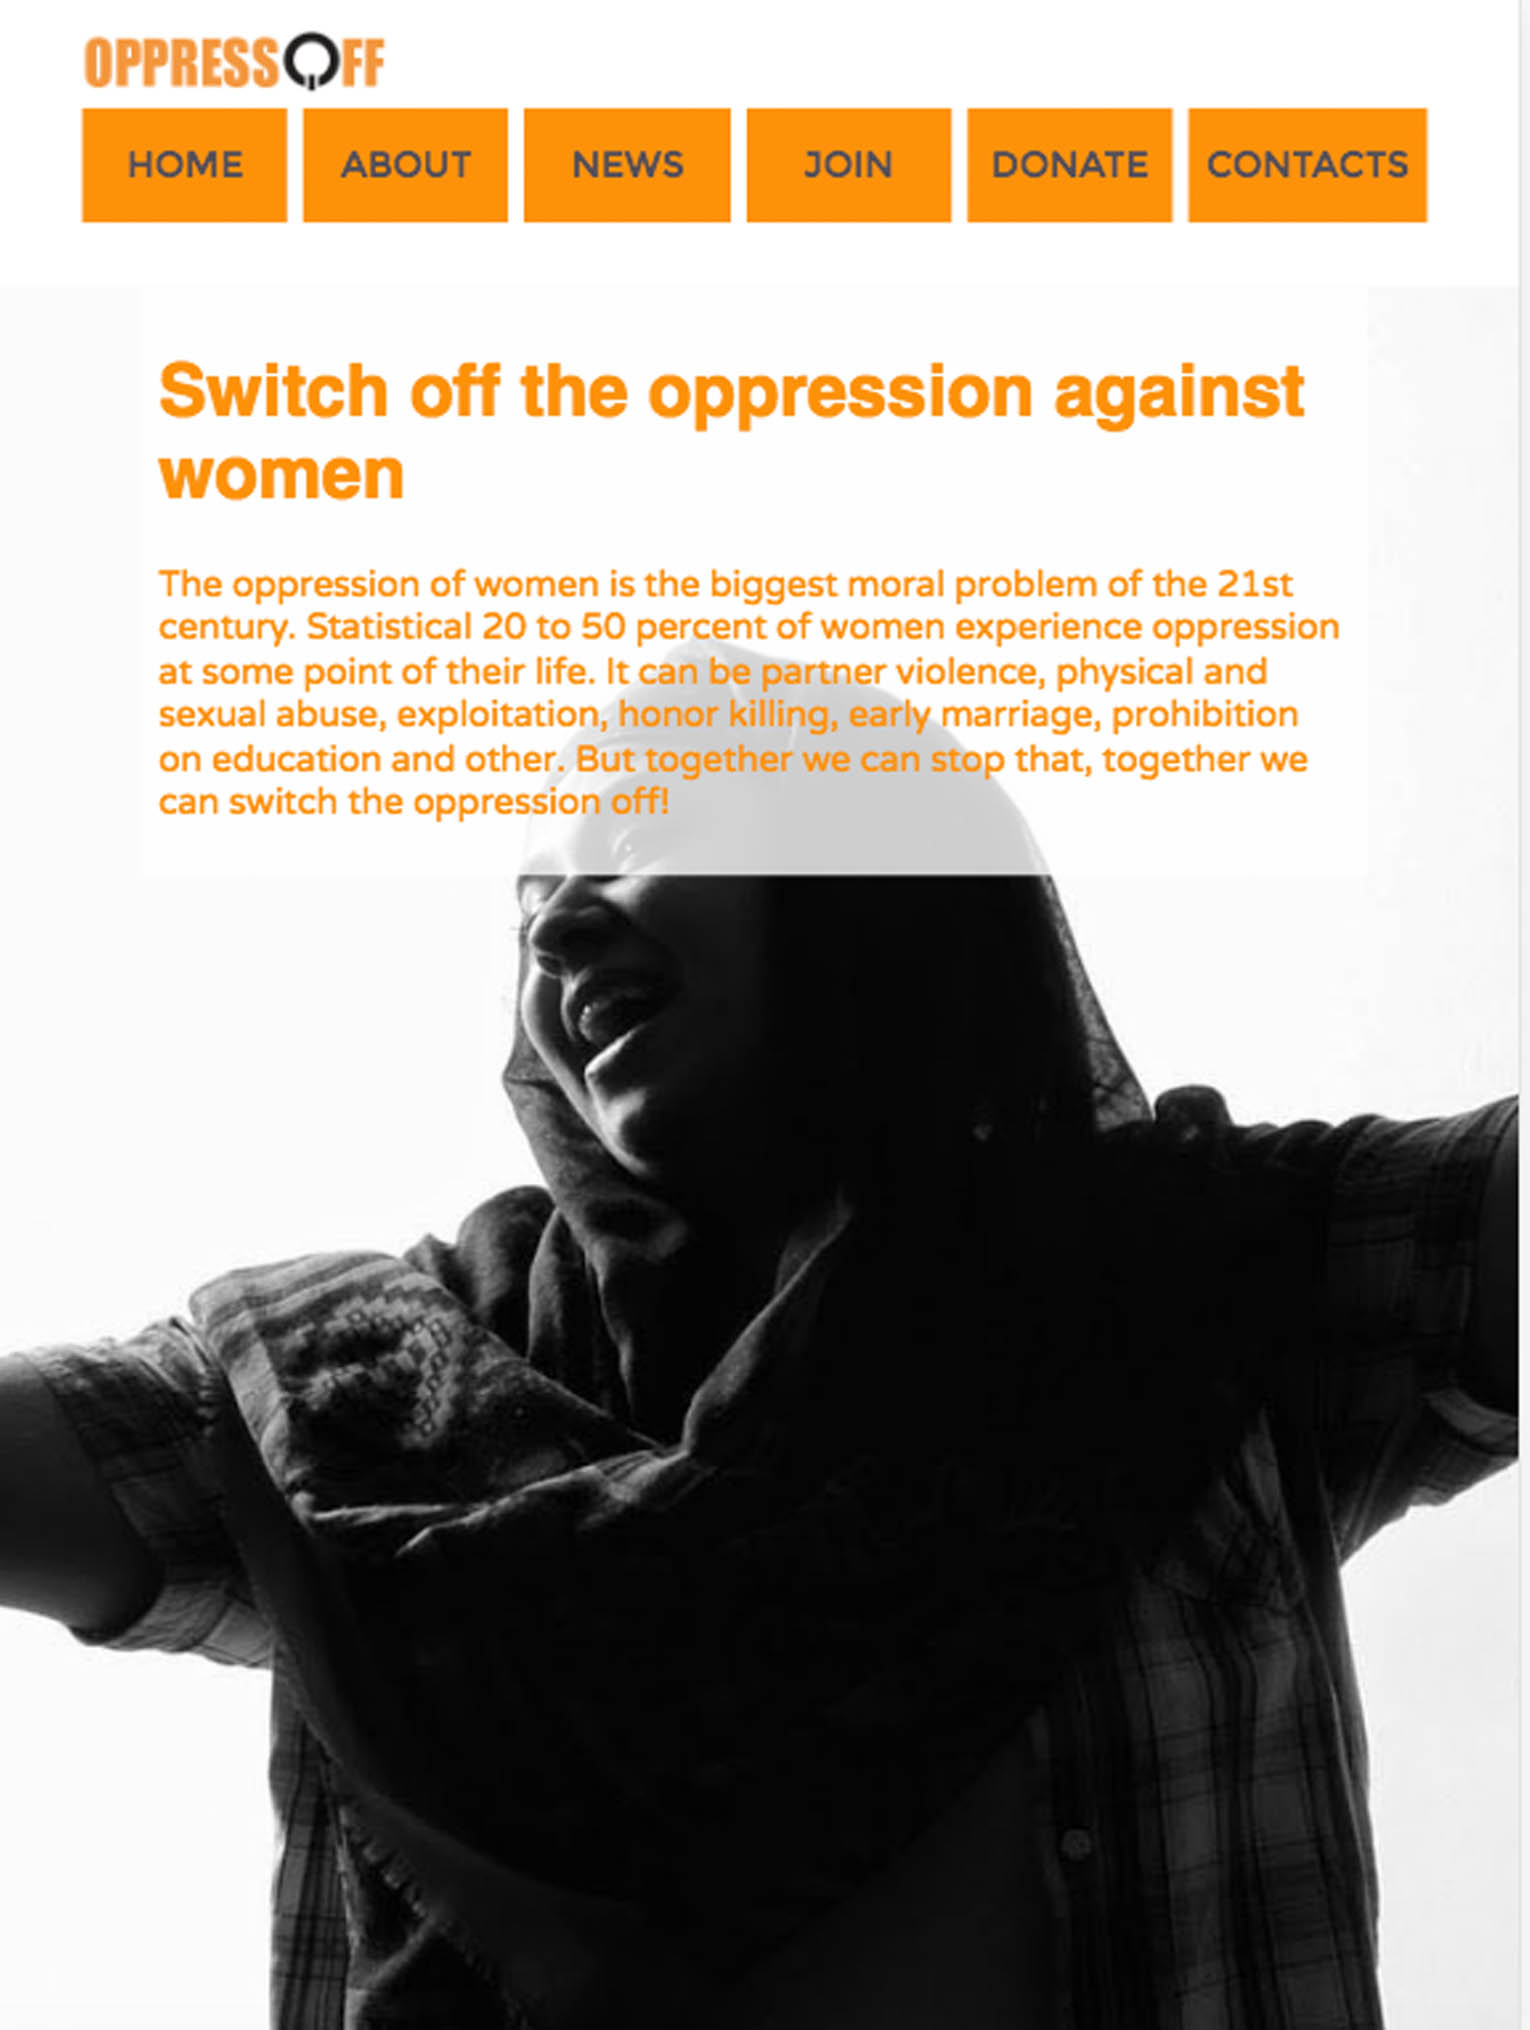 OPPRESSOFF
HOME ABOUT NEWS JOIN DONATE CONTACTS
Switch off the oppression against
women
The oppression of women is the biggest moral problem of the 21st
century. Statistical 20 to 50 percent of women experience oppression
at some point of their life. It can be partner violence, physical and
sexual abuse, exploitation, honor killing, early marriage, prohibition
on education and other. But together we can stop that, together we
can switch the oppression off!